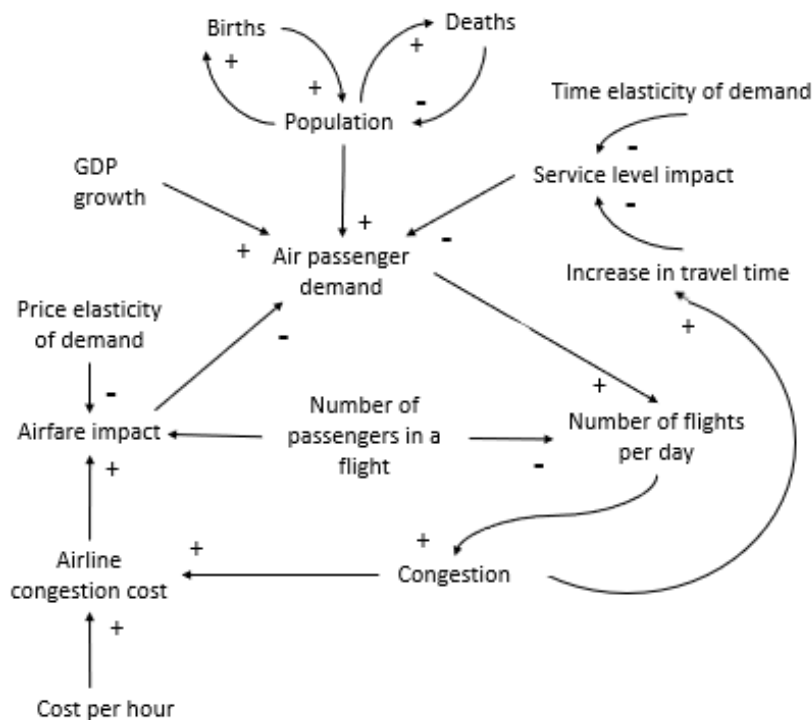 Births
Deaths
+
+
+
-
Population
Time elasticity of demand
-
GDP
growth
Service level impact
-
+
+
-
Air passenger
demand
Increase in travel time
+
Price elasticity
of demand
-
-
+
Airfare impact
Number of
passengers in a
flight
Number of flights
per day
+
-
+
+
Airline
congestion cost
Congestion
+
Cost per hour